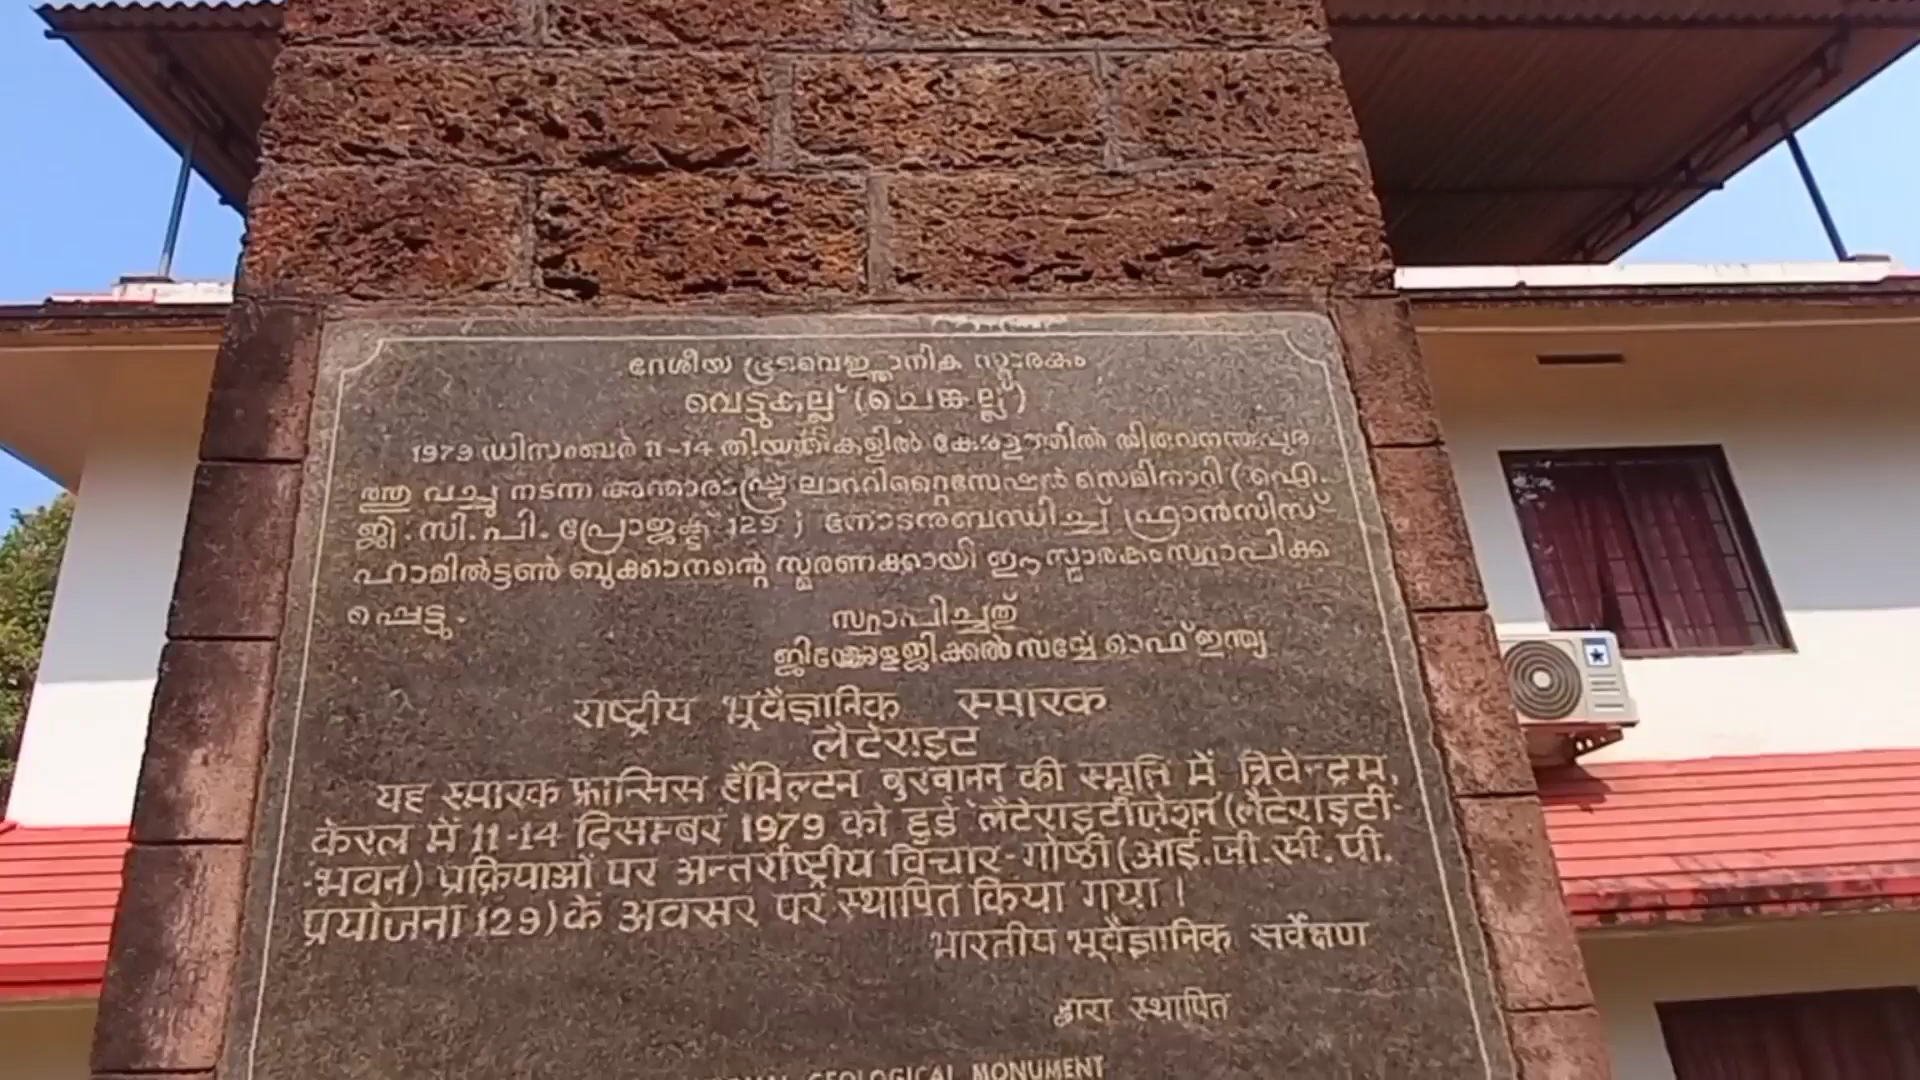 ദേശീയ ഭൂവൈജ്ഞാനിക സ്മാരകം
വെട്ടുകല്ല് (ചെങ്കല്ല്)
1979 ഡിസംബർ 11-14 തിയതികളിൽ കേരളത്തിൽ തിരുവനന്തപുര
ത്തു വച്ചു നടന്ന അന്താരാഷ്ട്ര ലാററിറ്റൈസേഷൻ സെമിനാറി (ഐ.
ജി. സി. പി. പ്രോജക്ട് 129) നോടനുബന്ധിച്ച് ഫ്രാൻസിസ്
ഹാമിൽട്ടൺ ബുക്കാനന്റെ സ്മരണക്കായി ഈ സ്മാരകം സ്ഥാപിക്ക
പ്പെട്ടു.
സ്ഥാപിച്ചത്
ജിയോളജിക്കൽ സർവ്വേ ഓഫ് ഇന്ത്യ
राष्ट्रीय भूवैज्ञानिक स्मारक
लैटेराइट
यह स्मारक फ्रान्सिस हैमिल्टन बुरवानन की स्मृति में त्रिवेन्द्रम,
केरल में 11-14 दिसम्बर 1979 को हुई लैटेराइटीज़ेशन (लैटेराइटी-
-भवन) प्रक्रियाओं पर अन्तर्राष्ट्रीय विचार-गोष्ठी (आई.जी.सी.पी.
प्रयोजना 129) के अवसर पर स्थापित किया गया ।
भारतीय भूवैज्ञानिक सर्वेक्षण
द्वारा स्थापित
GEOLOGICAL MONUMENT